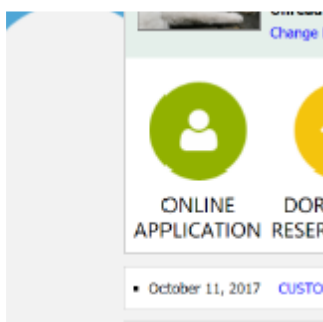 Change
ONLINE DOR
APPLICATION RESER
October 11, 2017 CUSTO